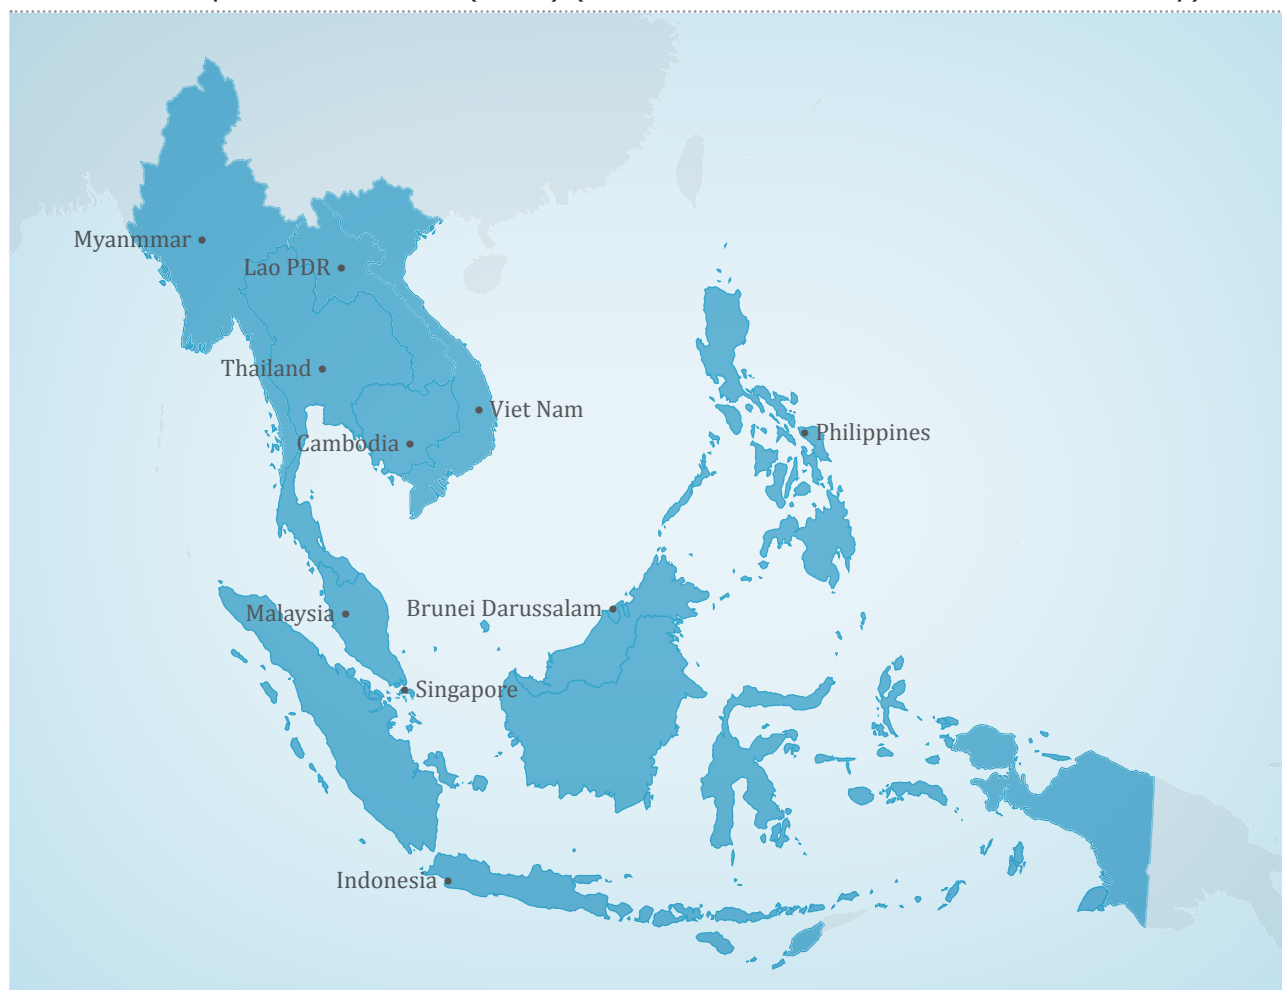 Myanmmar
Lao PDR
Thailand
Viet Nam
Cambodia
Philippines
Malaysia
Brunei Darussalam
Singapore
Indonesia